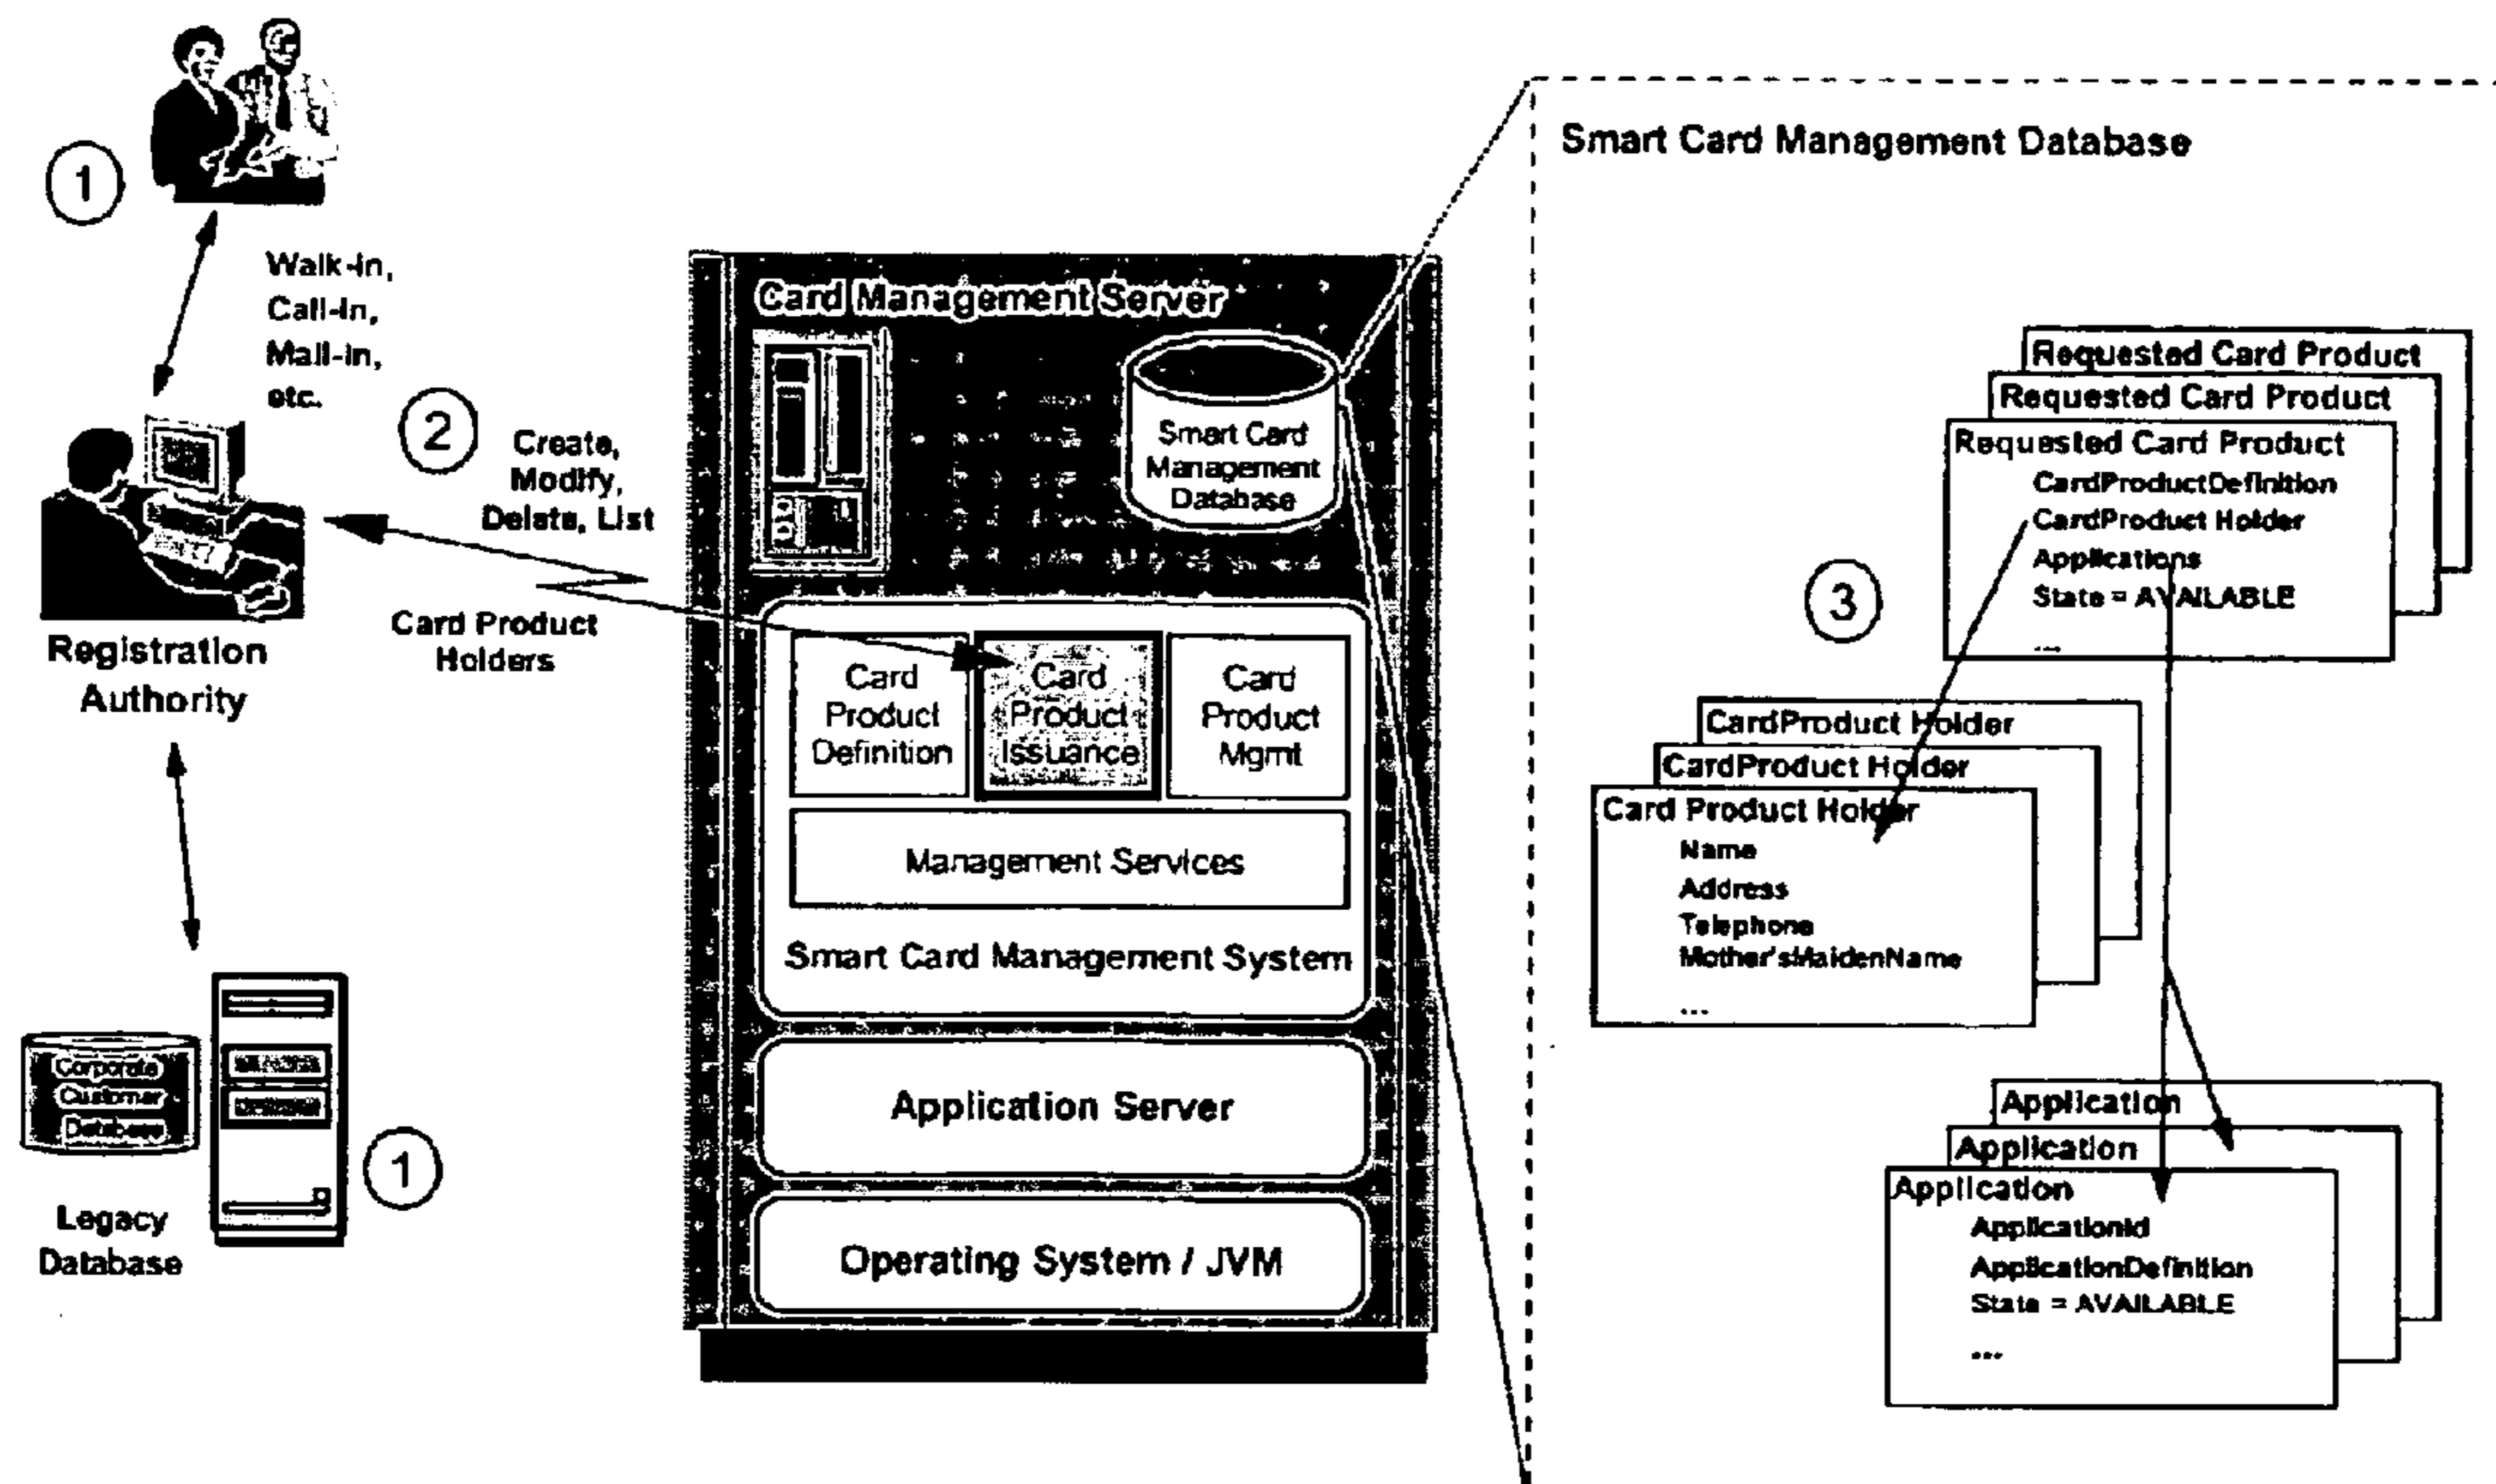 1
Walk-in,
Call-in,
Mail-in,
etc.
2
Create,
Modify,
Delete, List
Card Product
Holders
Registration
Authority
Corporate
Customer
Database
Legacy
Database
1
Card Management Server
Smart Card
Management
Database
Card
Product
Definition
Card
Product
Issuance
Card
Product
Mgmt
Management Services
Smart Card Management System
Application Server
Operating System / JVM
Smart Card Management Database
Requested Card Product
Requested Card Product
Requested Card Product
CardProductDefinition
CardProduct Holder
Applications
State = AVAILABLE
...
3
CardProduct Holder
CardProduct Holder
Card Product Holder
Name
Address
Telephone
Mother'sMaidenName
...
Application
Application
Application
ApplicationId
ApplicationDefinition
State = AVAILABLE
...